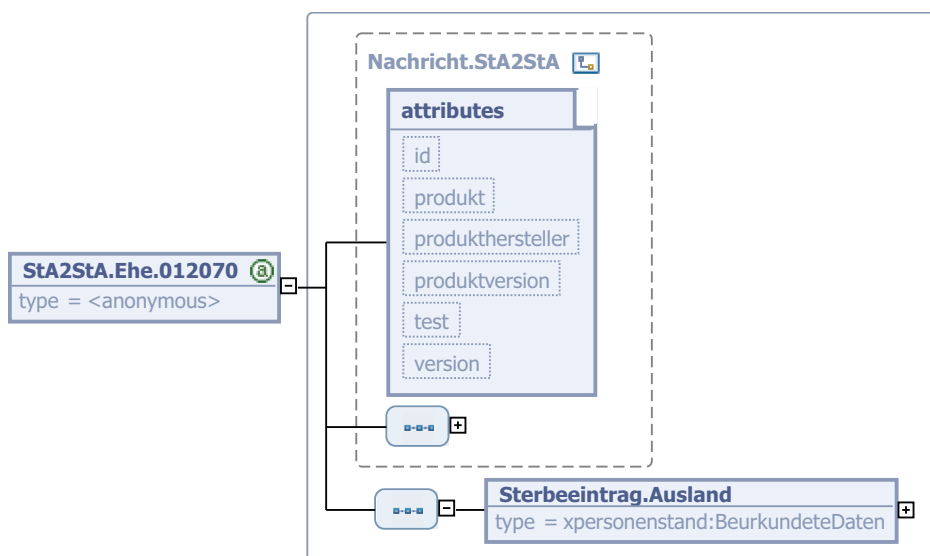 Nachricht.StA2StA
attributes
id
produkt
produkthersteller
produktversion
test
version
StA2StA.Ehe.012070 a
type = <anonymous>
Sterbeeintrag.Ausland
type = xpersonenstand:BeurkundeteDaten